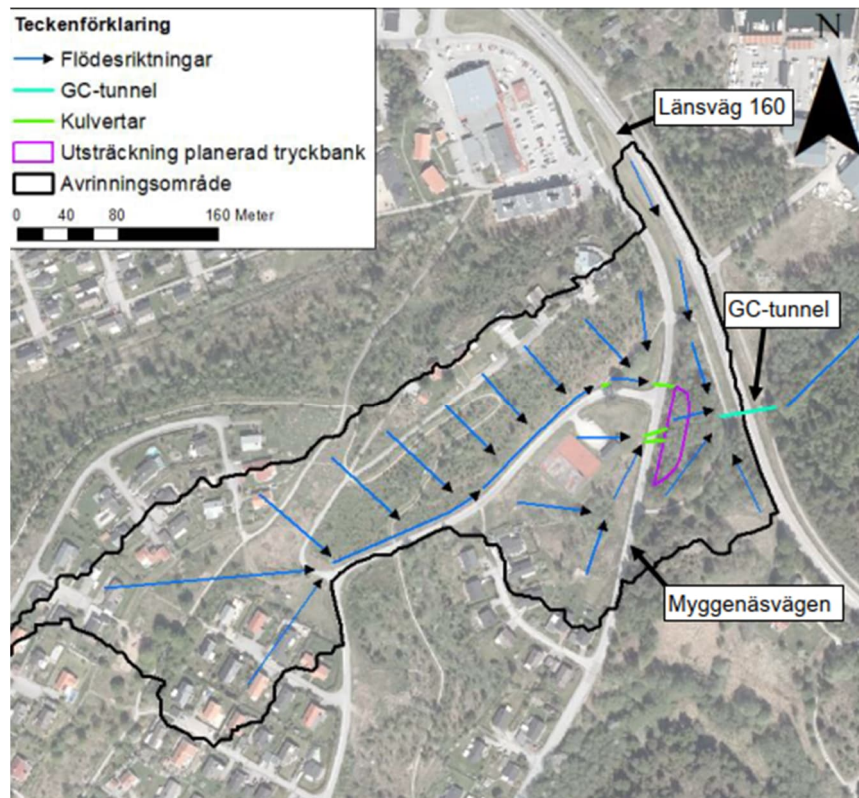 Teckenförklaring
Flödesriktningar
GC-tunnel
Kulvertar
Utsträckning planerad tryckbank
Avrinningsområde
0 40 80 160 Meter
N
Länsväg 160
GC-tunnel
Myggenäsvägen